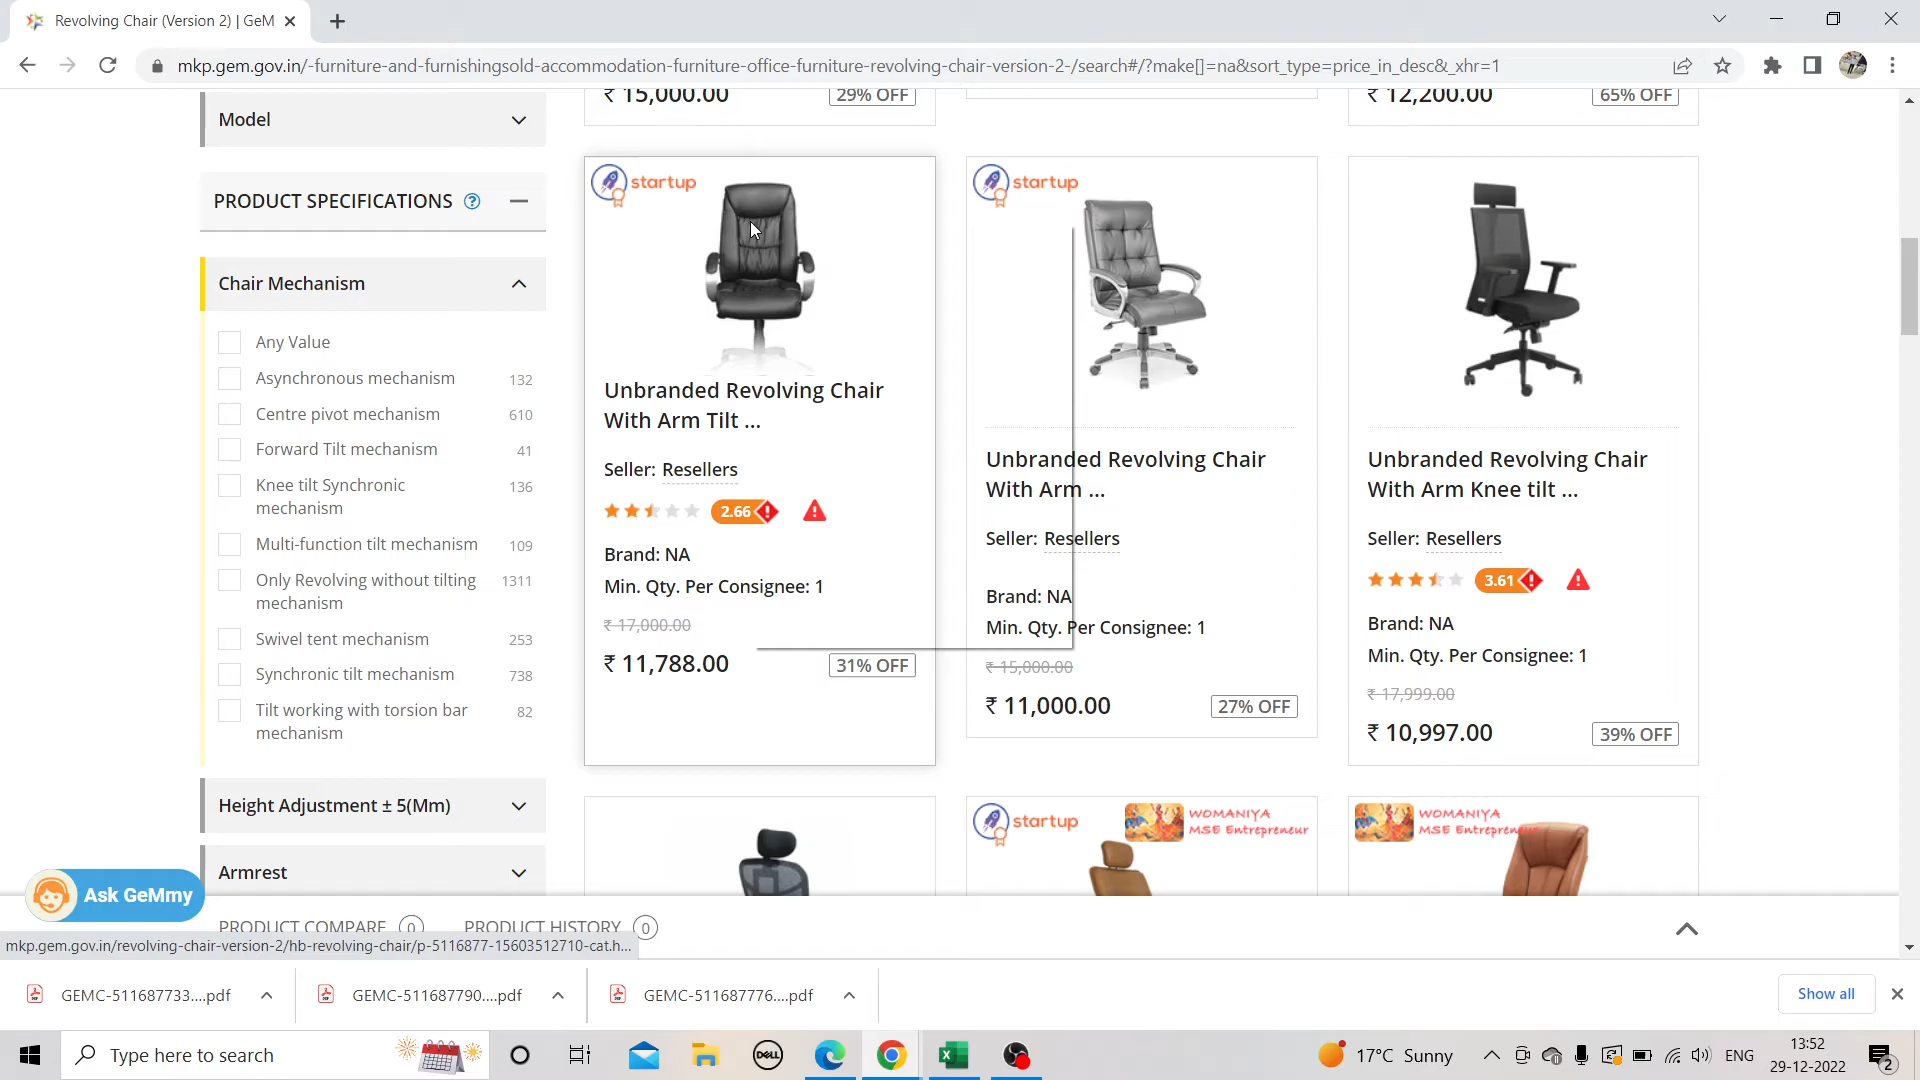 Revolving Chair (Version 2) | GeM
mkp.gem.gov.in/-furniture-and-furnishingsold-accommodation-furniture-office-furniture-revolving-chair-version-2-/search#/?make[]=na&sort_type=price_in_desc&_xhr=1
Model
PRODUCT SPECIFICATIONS ?
Chair Mechanism
Any Value
Asynchronous mechanism 132
Centre pivot mechanism 610
Forward Tilt mechanism 41
Knee tilt Synchronic 136
mechanism
Multi-function tilt mechanism 109
Only Revolving without tilting 1311
mechanism
Swivel tent mechanism 253
Synchronic tilt mechanism 738
Tilt working with torsion bar 82
mechanism
Height Adjustment ± 5(Mm)
Armrest
₹ 15,000.00 29% OFF
₹ 12,200.00 65% OFF
startup
Unbranded Revolving Chair
With Arm Tilt ...
Seller: Resellers
2.66
Brand: NA
Min. Qty. Per Consignee: 1
₹ 17,000.00
₹ 11,788.00 31% OFF
startup
Unbranded Revolving Chair
With Arm ...
Seller: Resellers
Brand: NA
Min. Qty. Per Consignee: 1
₹ 15,000.00
₹ 11,000.00 27% OFF
Unbranded Revolving Chair
With Arm Knee tilt ...
Seller: Resellers
3.61
Brand: NA
Min. Qty. Per Consignee: 1
₹ 17,999.00
₹ 10,997.00 39% OFF
startup
WOMANIYA
MSE Entrepreneur
WOMANIYA
MSE Entrepreneur
Ask GeMmy
PRODUCT COMPARE 0 PRODUCT HISTORY 0
mkp.gem.gov.in/revolving-chair-version-2/hb-revolving-chair/p-5116877-15603512710-cat.h...
GEMC-511687733....pdf
GEMC-511687790....pdf
GEMC-511687776....pdf
Show all
Type here to search
DELL
17°C Sunny
ENG
13:52
29-12-2022
2